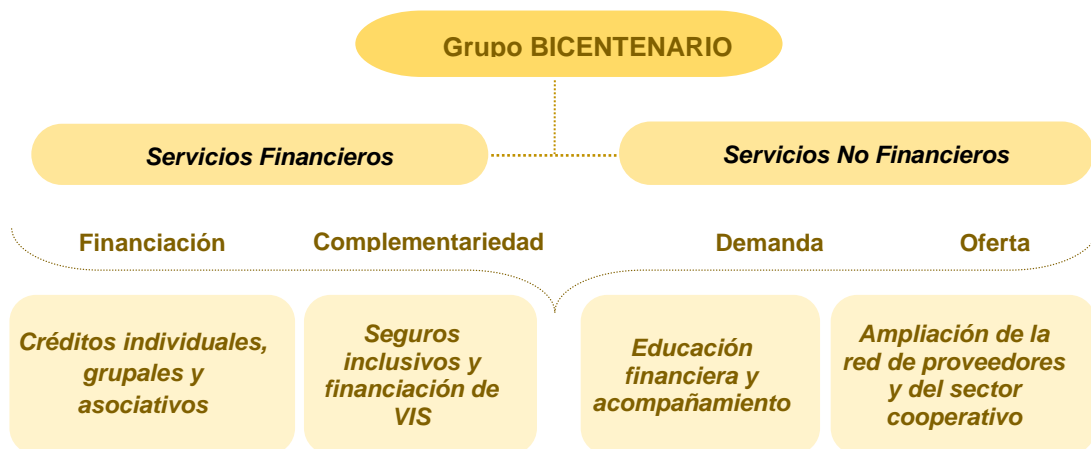 Grupo BICENTENARIO
Servicios Financieros
Servicios No Financieros
Financiación
Complementariedad
Demanda
Oferta
Créditos individuales,
grupales y
asociativos
Seguros
inclusivos y
financiación de
VIS
Educación
financiera y
acompañamiento
Ampliación de la
red de proveedores
y del sector
cooperativo